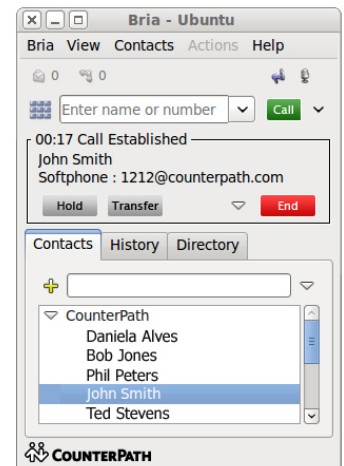 Bria - Ubuntu
Bria View Contacts Actions Help
0 0
Enter name or number Call
00:17 Call Established
John Smith
Softphone : 1212@counterpath.com
Hold Transfer End
Contacts History Directory
CounterPath
Daniela Alves
Bob Jones
Phil Peters
John Smith
Ted Stevens
COUNTERPATH